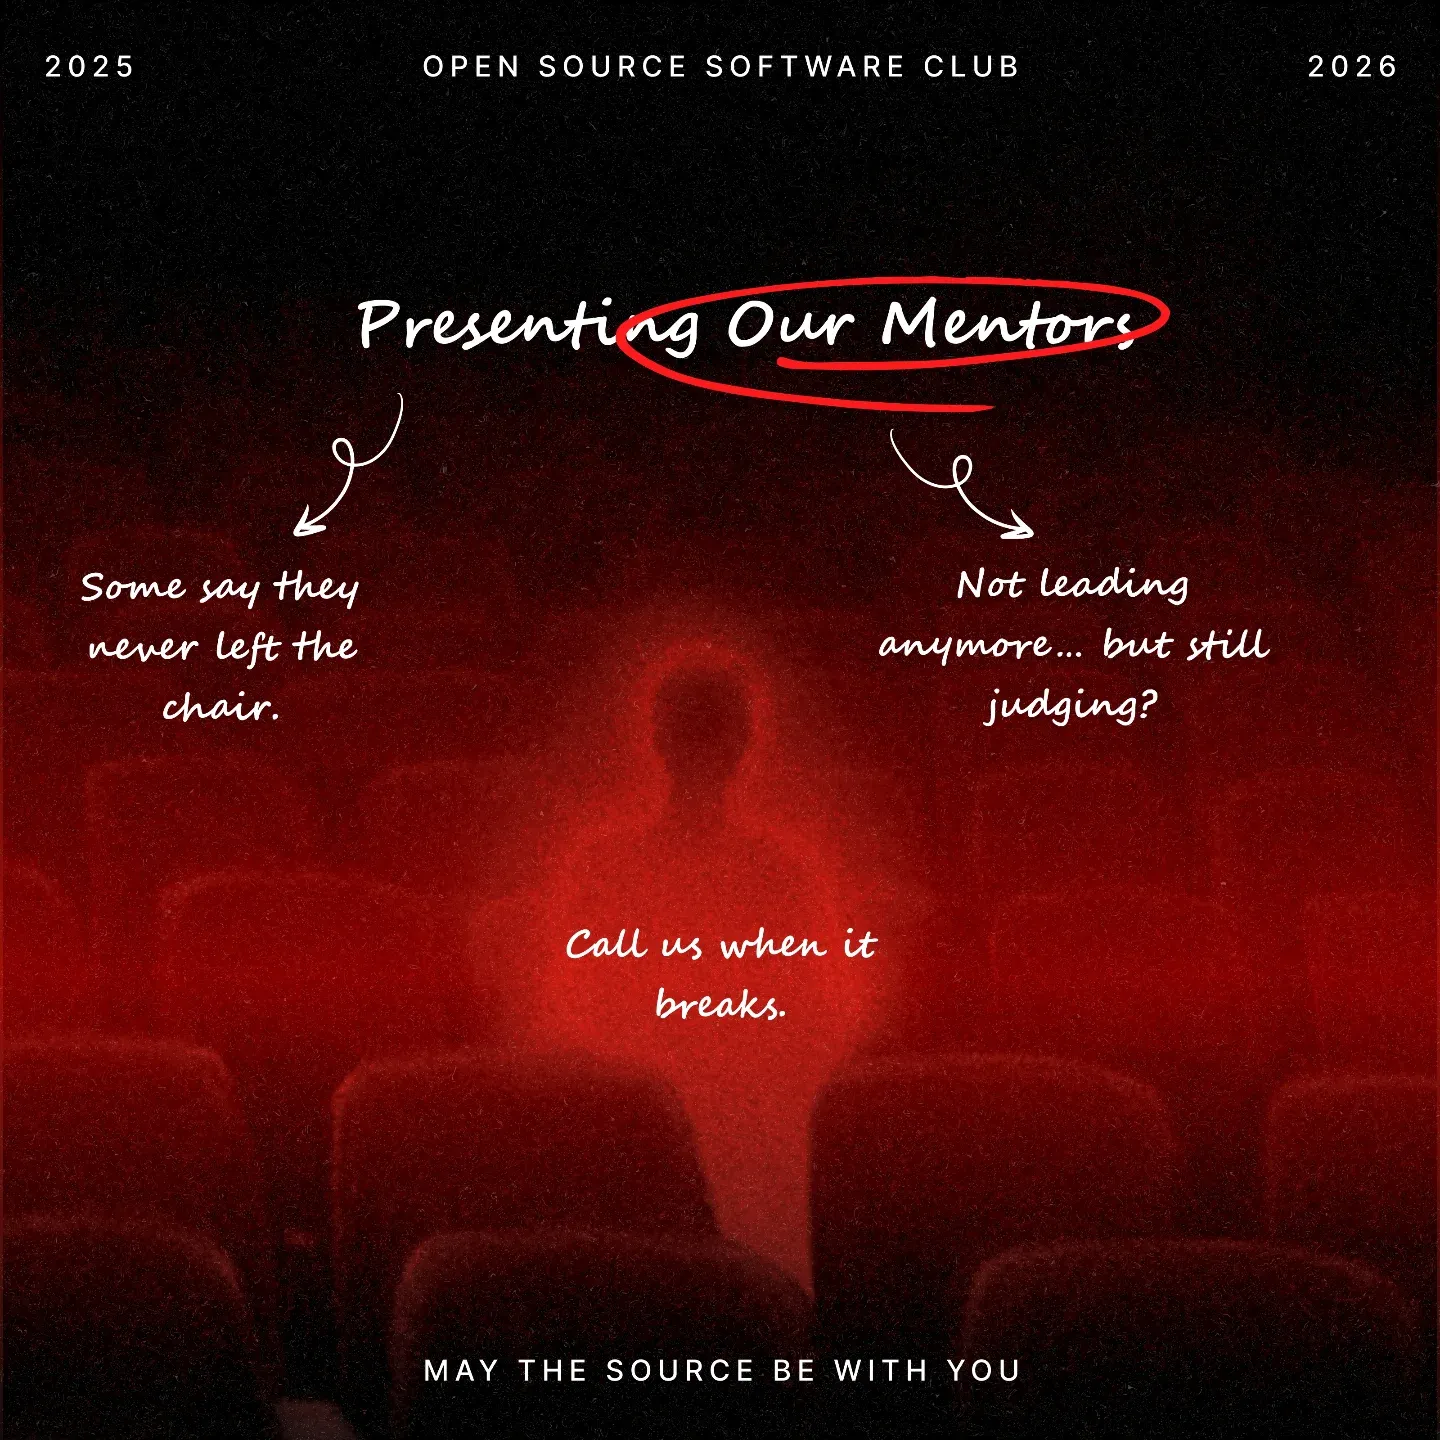 2025 OPEN SOURCE SOFTWARE CLUB 2026
Presenting Our Mentors
Some say they
never left the
chair.
Not leading
anymore... but still
judging?
Call us when it
breaks.
MAY THE SOURCE BE WITH YOU